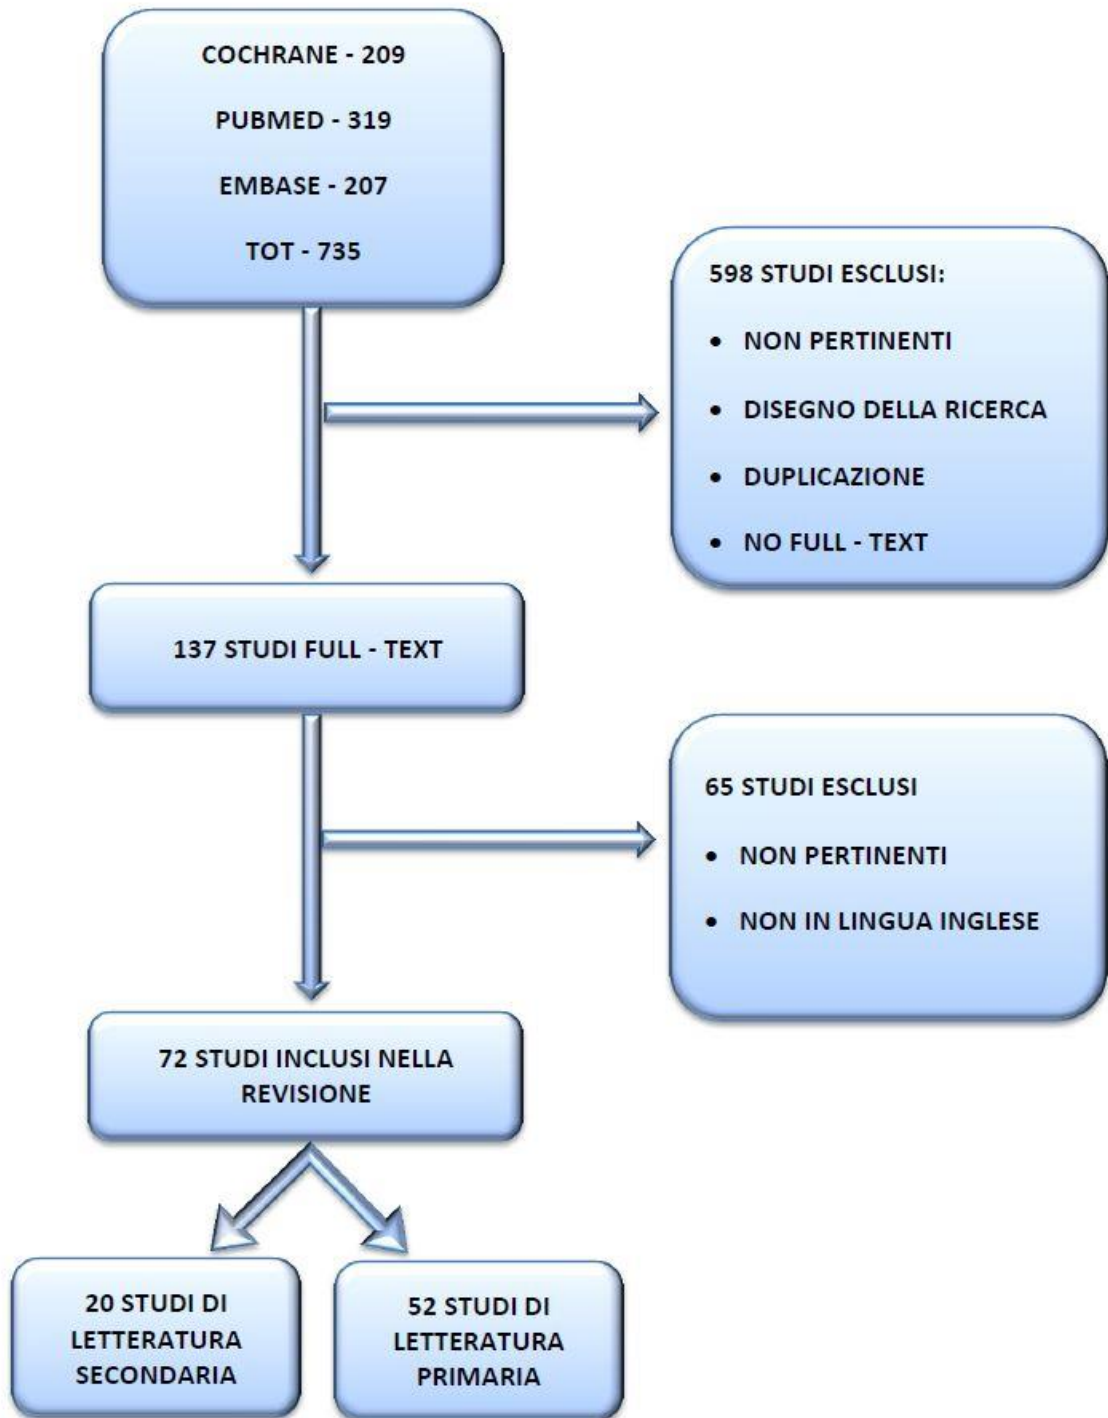 COCHRANE - 209
PUBMED - 319
EMBASE - 207
TOT - 735
598 STUDI ESCLUSI:
• NON PERTINENTI
• DISEGNO DELLA RICERCA
• DUPLICAZIONE
• NO FULL - TEXT
137 STUDI FULL - TEXT
65 STUDI ESCLUSI
• NON PERTINENTI
• NON IN LINGUA INGLESE
72 STUDI INCLUSI NELLA
REVISIONE
20 STUDI DI
LETTERATURA
SECONDARIA
52 STUDI DI
LETTERATURA
PRIMARIA